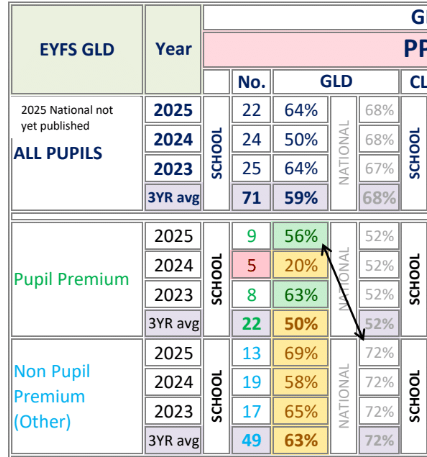 G
PP
EYFS GLD Year
No. GLD CL
2025 National not
yet published
ALL PUPILS
SCHOOL NATIONAL SCHOOL
2025 22 64% 68%
2024 24 50% 68%
2023 25 64% 67%
3YR avg 71 59% 68%
Pupil Premium
SCHOOL NATIONAL SCHOOL
2025 9 56% 52%
2024 5 20% 52%
2023 8 63% 52%
3YR avg 22 50% 52%
Non Pupil
Premium
(Other)
SCHOOL NATIONAL SCHOOL
2025 13 69% 72%
2024 19 58% 72%
2023 17 65% 72%
3YR avg 49 63% 72%